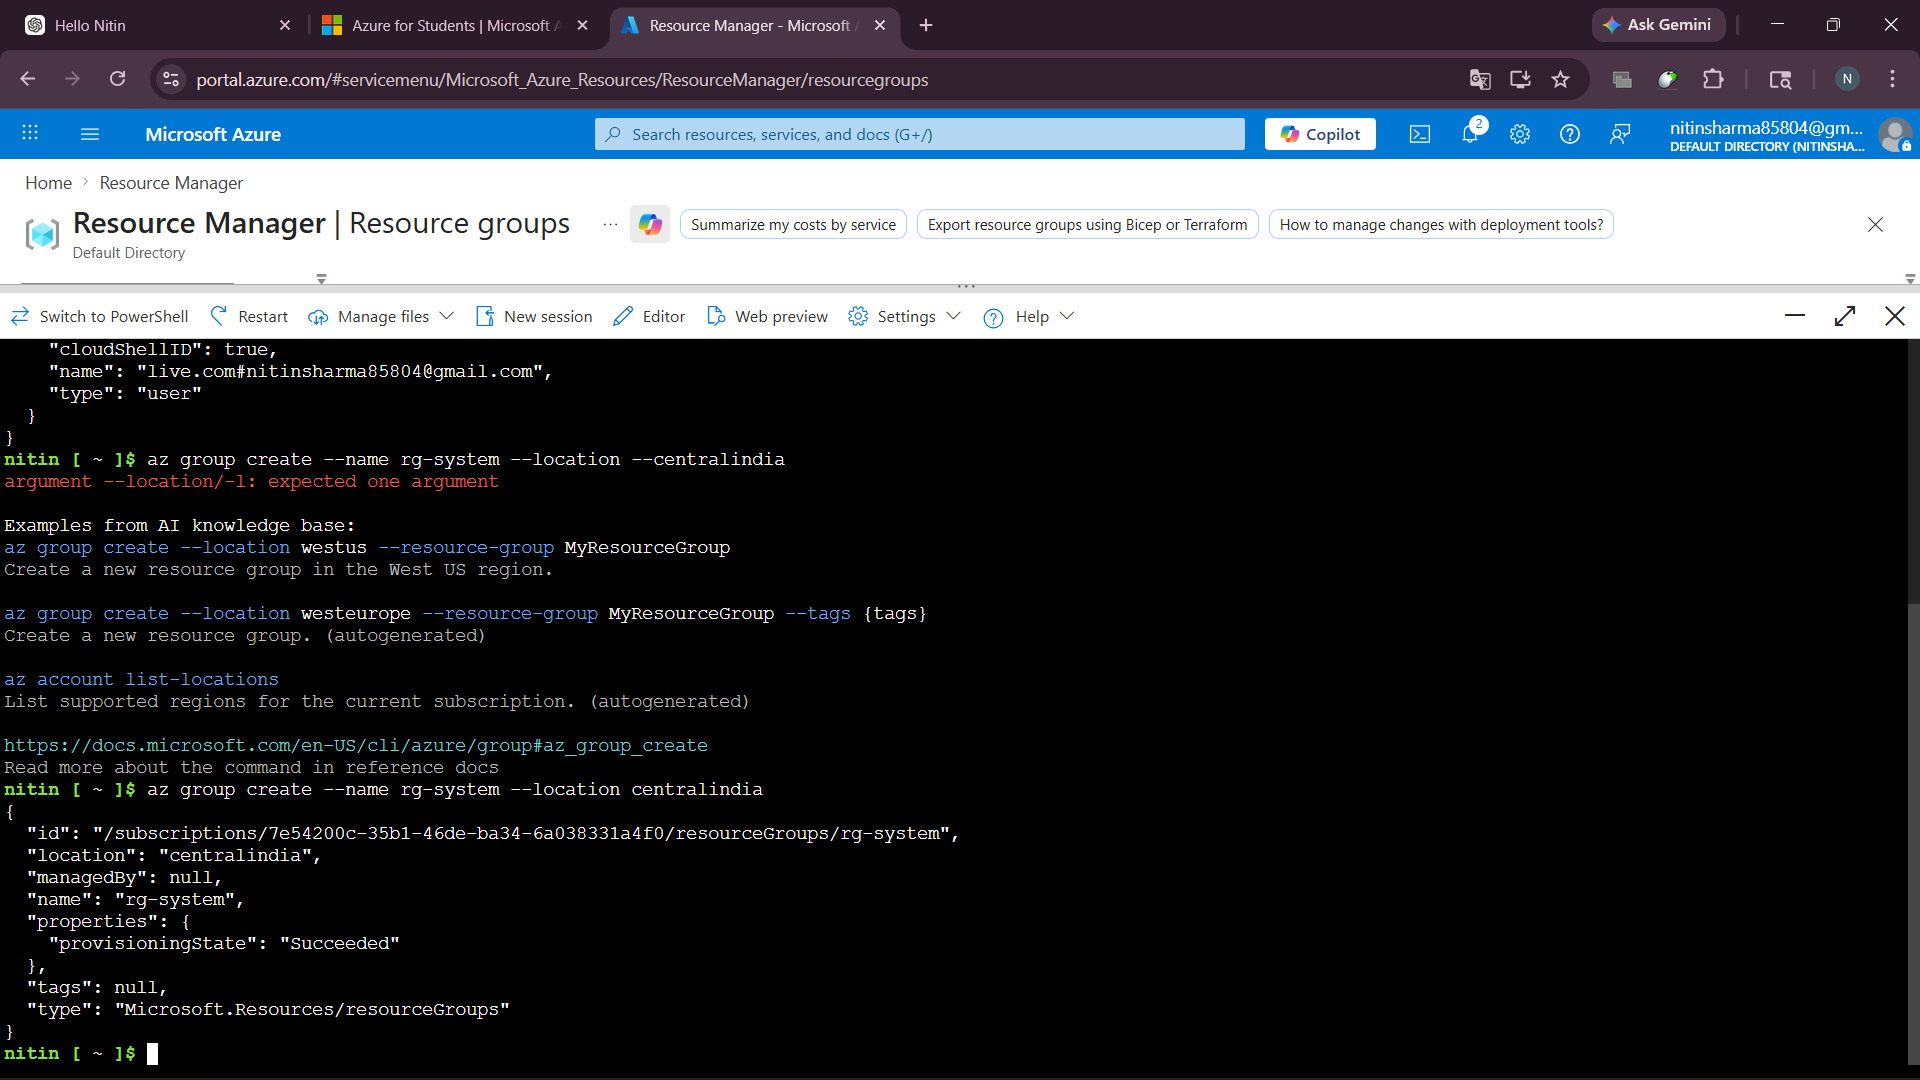 Hello Nitin
Azure for Students | Microsoft A
Resource Manager - Microsoft A
Ask Gemini
portal.azure.com/#servicemenu/Microsoft_Azure_Resources/ResourceManager/resourcegroups
N
Microsoft Azure
Search resources, services, and docs (G+/)
Copilot
2
nitinsharma85804@gm...
DEFAULT DIRECTORY (NITINSHA...
Home > Resource Manager
Resource Manager | Resource groups
...
Summarize my costs by service
Export resource groups using Bicep or Terraform
How to manage changes with deployment tools?
Default Directory
Switch to PowerShell
Restart
Manage files
New session
Editor
Web preview
Settings
Help
"cloudShellID": true,
"name": "live.com#nitinsharma85804@gmail.com",
"type": "user"
}
}
nitin [ ~ ]$ az group create --name rg-system --location --centralindia
argument --location/-l: expected one argument
Examples from AI knowledge base:
az group create --location westus --resource-group MyResourceGroup
Create a new resource group in the West US region.
az group create --location westeurope --resource-group MyResourceGroup --tags {tags}
Create a new resource group. (autogenerated)
az account list-locations
List supported regions for the current subscription. (autogenerated)
https://docs.microsoft.com/en-US/cli/azure/group#az_group_create
Read more about the command in reference docs
nitin [ ~ ]$ az group create --name rg-system --location centralindia
{
"id": "/subscriptions/7e54200c-35b1-46de-ba34-6a038331a4f0/resourceGroups/rg-system",
"location": "centralindia",
"managedBy": null,
"name": "rg-system",
"properties": {
"provisioningState": "Succeeded"
},
"tags": null,
"type": "Microsoft.Resources/resourceGroups"
}
nitin [ ~ ]$